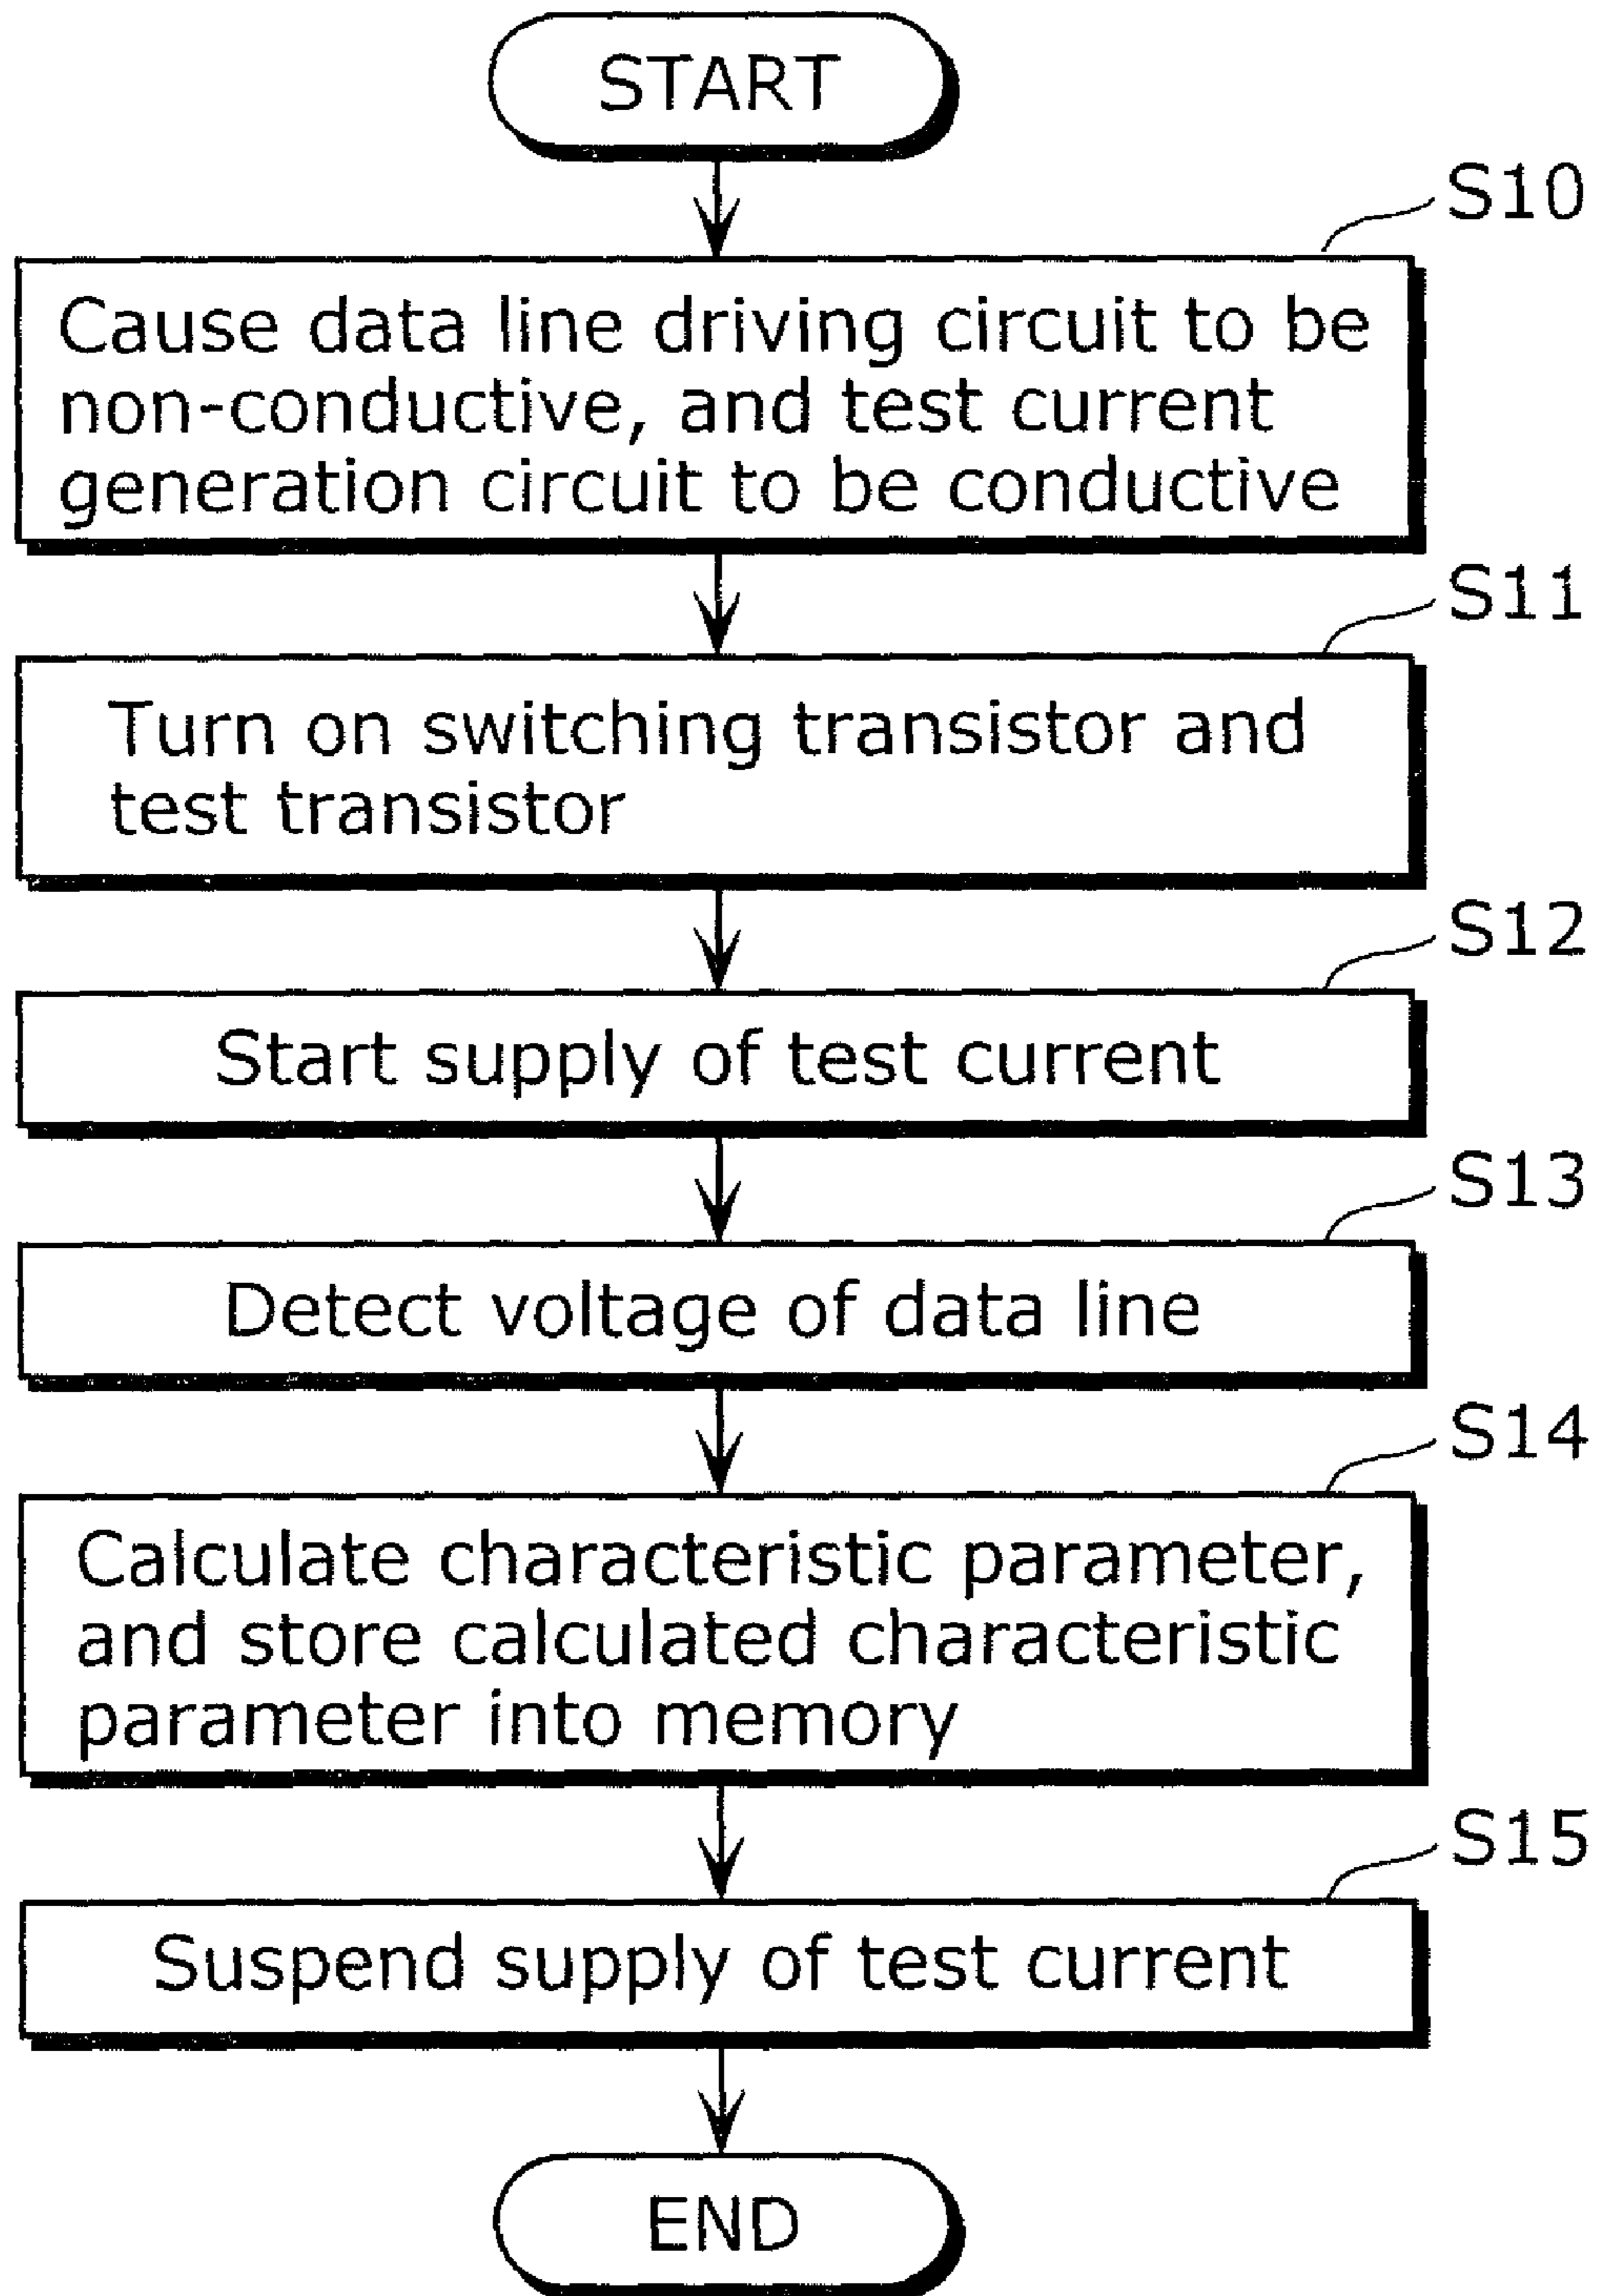 START
S10
Cause data line driving circuit to be
non-conductive, and test current
generation circuit to be conductive
S11
Turn on switching transistor and
test transistor
S12
Start supply of test current
S13
Detect voltage of data line
S14
Calculate characteristic parameter,
and store calculated characteristic
parameter into memory
S15
Suspend supply of test current
END